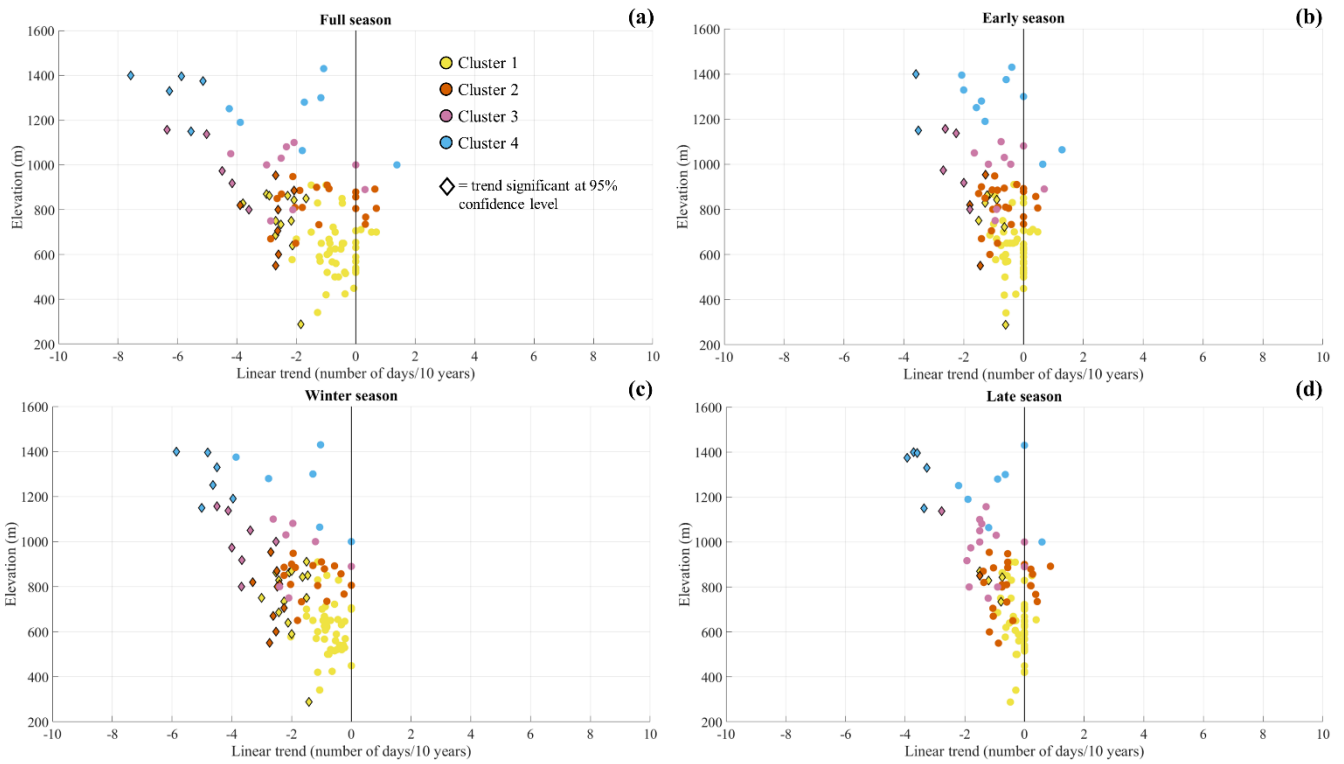 Full season
(a)
1600
1400
1200
1000
800
600
400
200
Elevation (m)
-10 -8 -6 -4 -2 0 2 4 6 8 10
Linear trend (number of days/10 years)
Cluster 1
Cluster 2
Cluster 3
Cluster 4
= trend significant at 95%
confidence level
Early season
(b)
1600
1400
1200
1000
800
600
400
200
Elevation (m)
-10 -8 -6 -4 -2 0 2 4 6 8 10
Linear trend (number of days/10 years)
Winter season
(c)
1600
1400
1200
1000
800
600
400
200
Elevation (m)
-10 -8 -6 -4 -2 0 2 4 6 8 10
Linear trend (number of days/10 years)
Late season
(d)
1600
1400
1200
1000
800
600
400
200
Elevation (m)
-10 -8 -6 -4 -2 0 2 4 6 8 10
Linear trend (number of days/10 years)